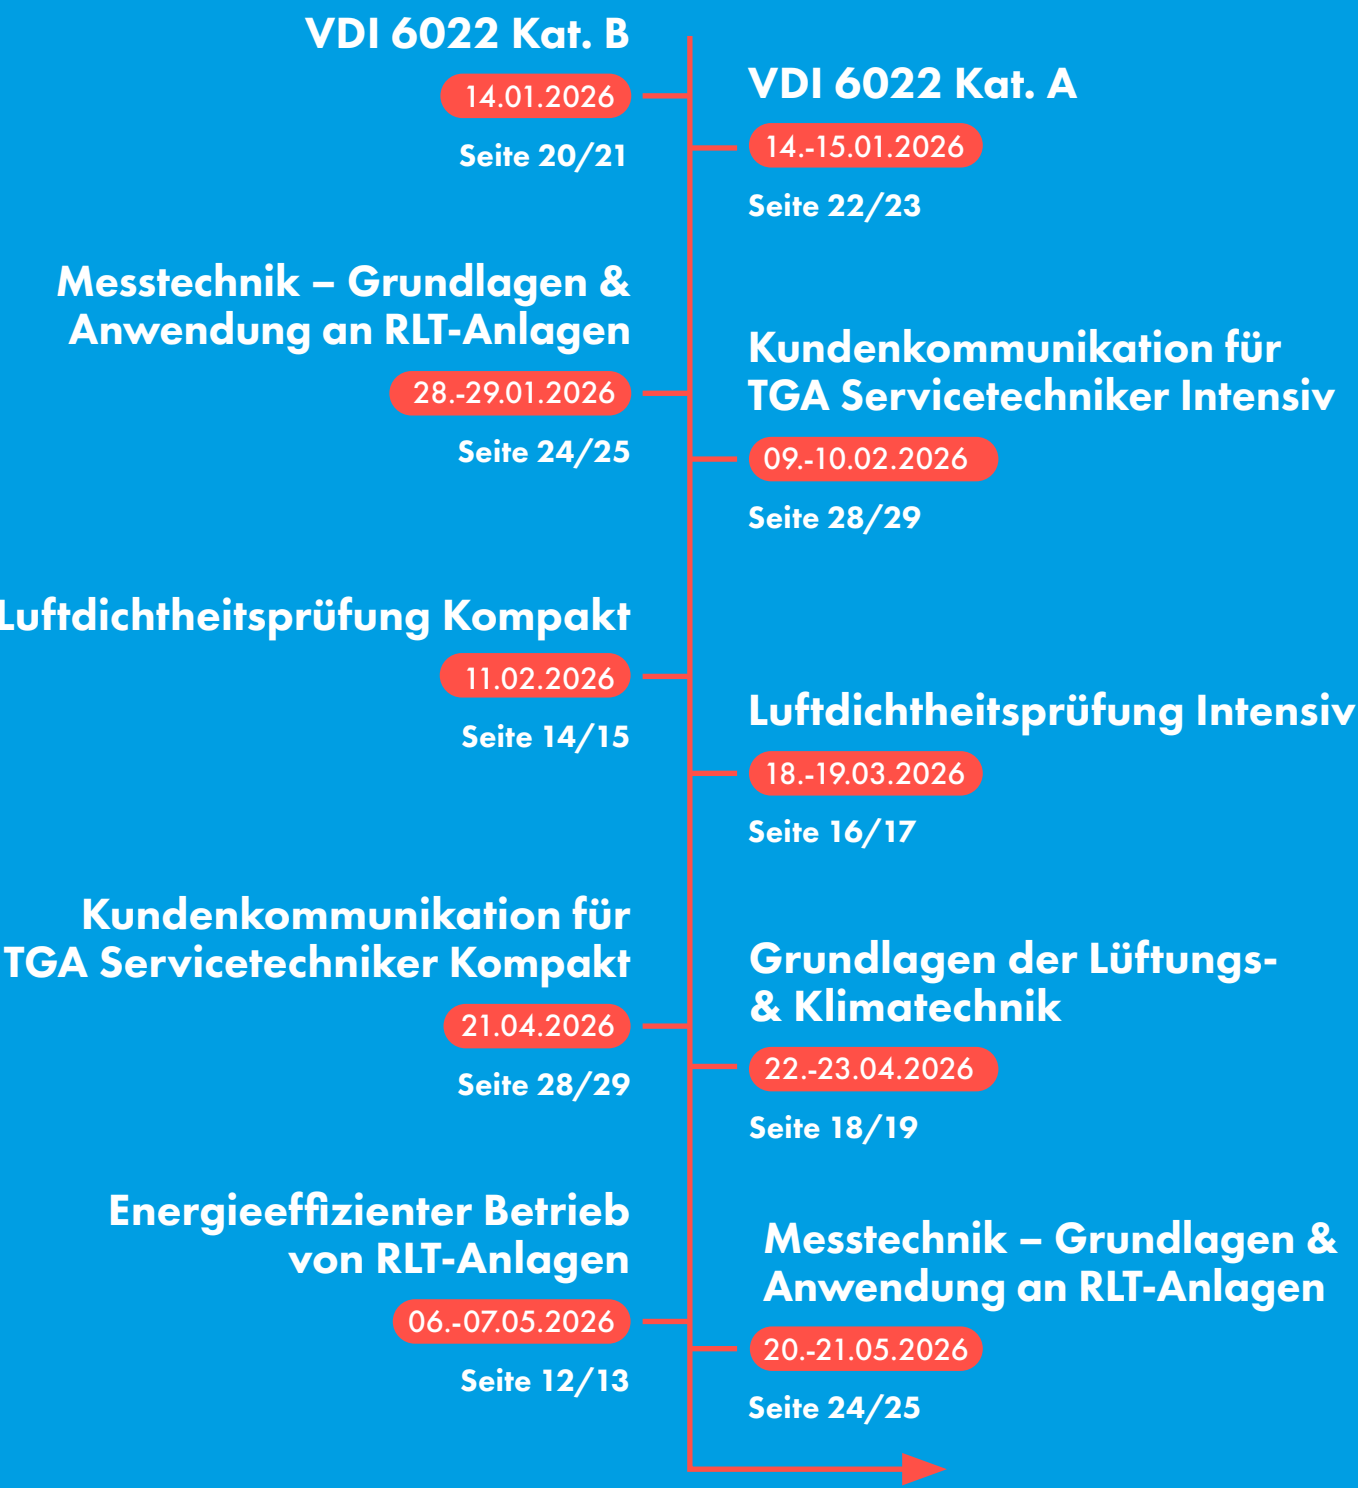 VDI 6022 Kat. B
14.01.2026
Seite 20/21
VDI 6022 Kat. A
14.-15.01.2026
Seite 22/23
Messtechnik – Grundlagen &
Anwendung an RLT-Anlagen
28.-29.01.2026
Seite 24/25
Kundenkommunikation für
TGA Servicetechniker Intensiv
09.-10.02.2026
Seite 28/29
Luftdichtheitsprüfung Kompakt
11.02.2026
Seite 14/15
Luftdichtheitsprüfung Intensiv
18.-19.03.2026
Seite 16/17
Kundenkommunikation für
TGA Servicetechniker Kompakt
21.04.2026
Seite 28/29
Grundlagen der Lüftungs-
& Klimatechnik
22.-23.04.2026
Seite 18/19
Energieeffizienter Betrieb
von RLT-Anlagen
06.-07.05.2026
Seite 12/13
Messtechnik – Grundlagen &
Anwendung an RLT-Anlagen
20.-21.05.2026
Seite 24/25